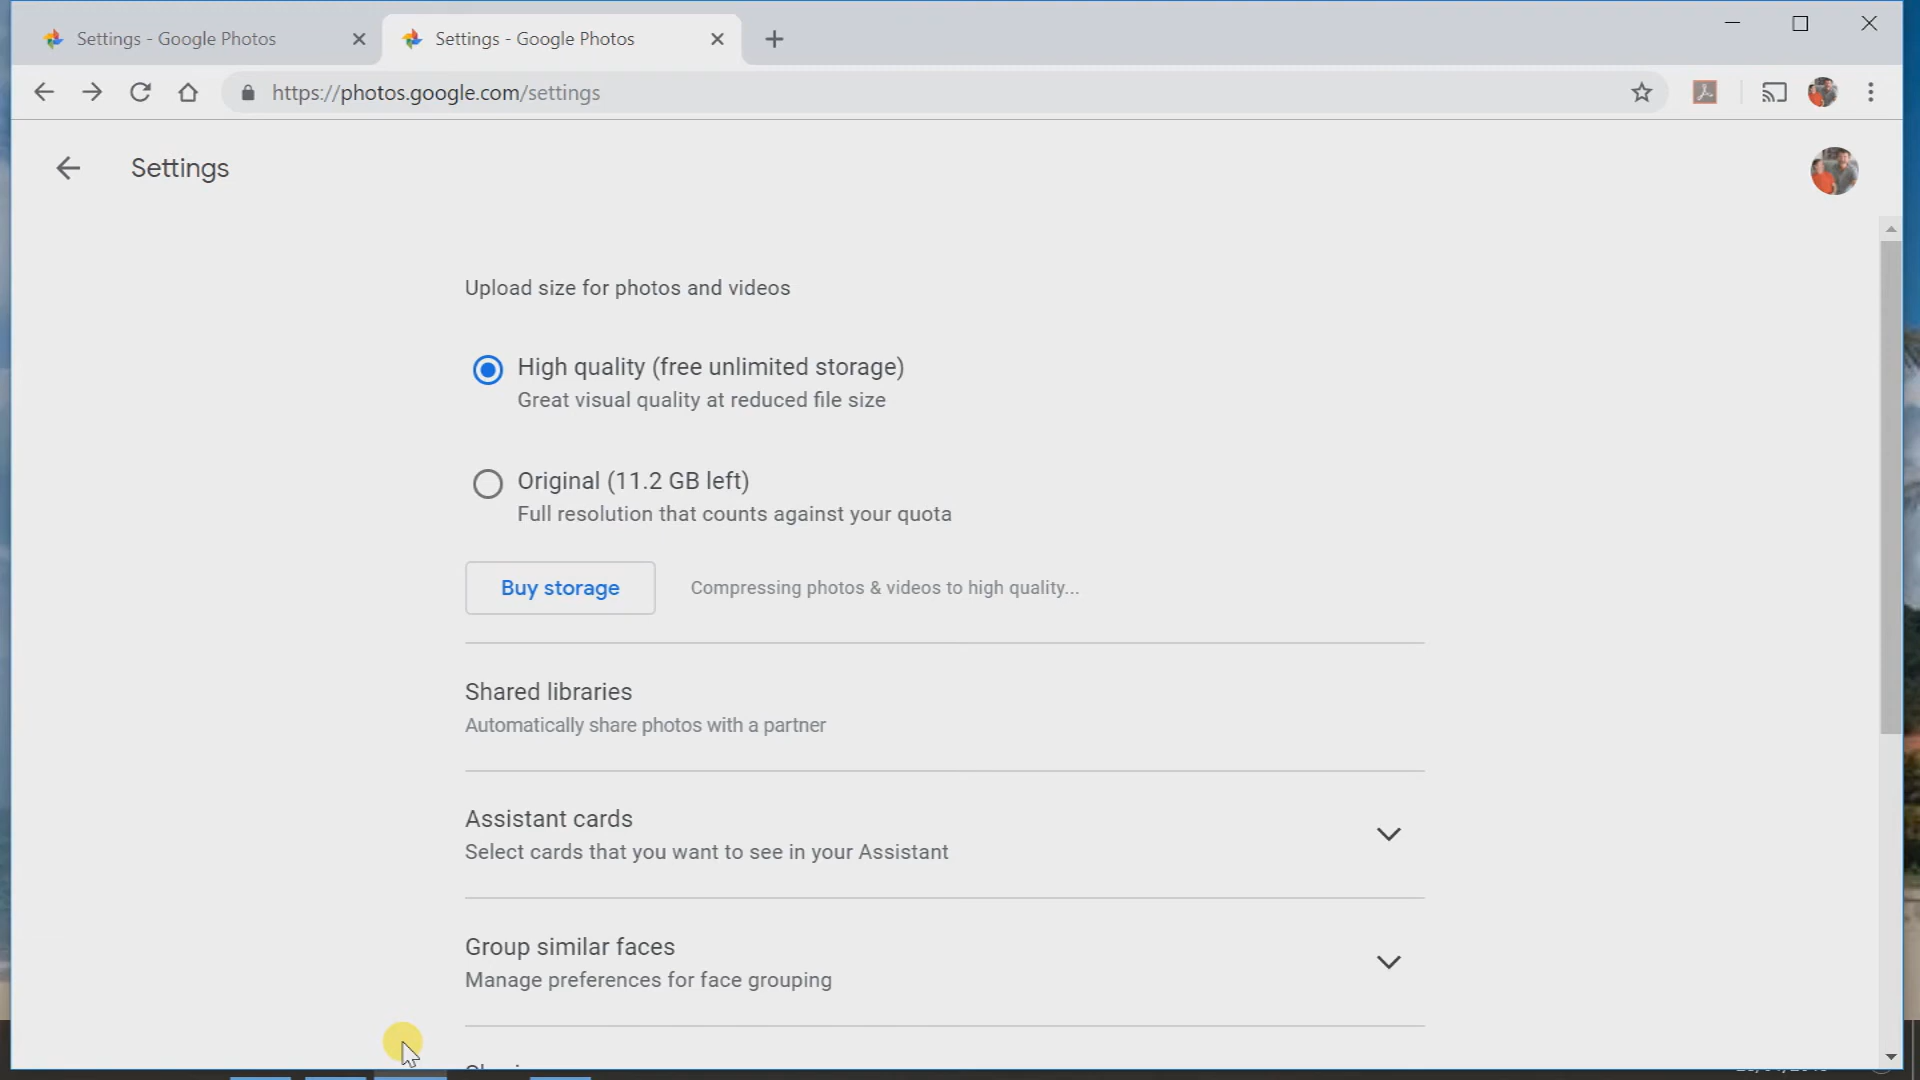 Settings - Google Photos
Settings - Google Photos
https://photos.google.com/settings
Settings
Upload size for photos and videos
High quality (free unlimited storage)
Great visual quality at reduced file size
Original (11.2 GB left)
Full resolution that counts against your quota
Buy storage
Compressing photos & videos to high quality...
Shared libraries
Automatically share photos with a partner
Assistant cards
Select cards that you want to see in your Assistant
Group similar faces
Manage preferences for face grouping